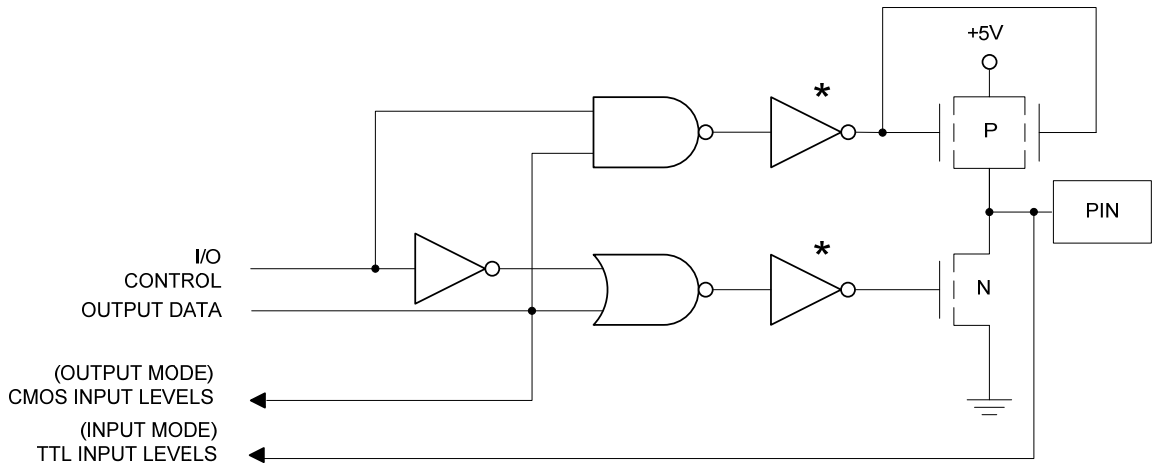 +5V
*
P
PIN
I/O
CONTROL
*
N
OUTPUT DATA
(OUTPUT MODE)
CMOS INPUT LEVELS
(INPUT MODE)
TTL INPUT LEVELS